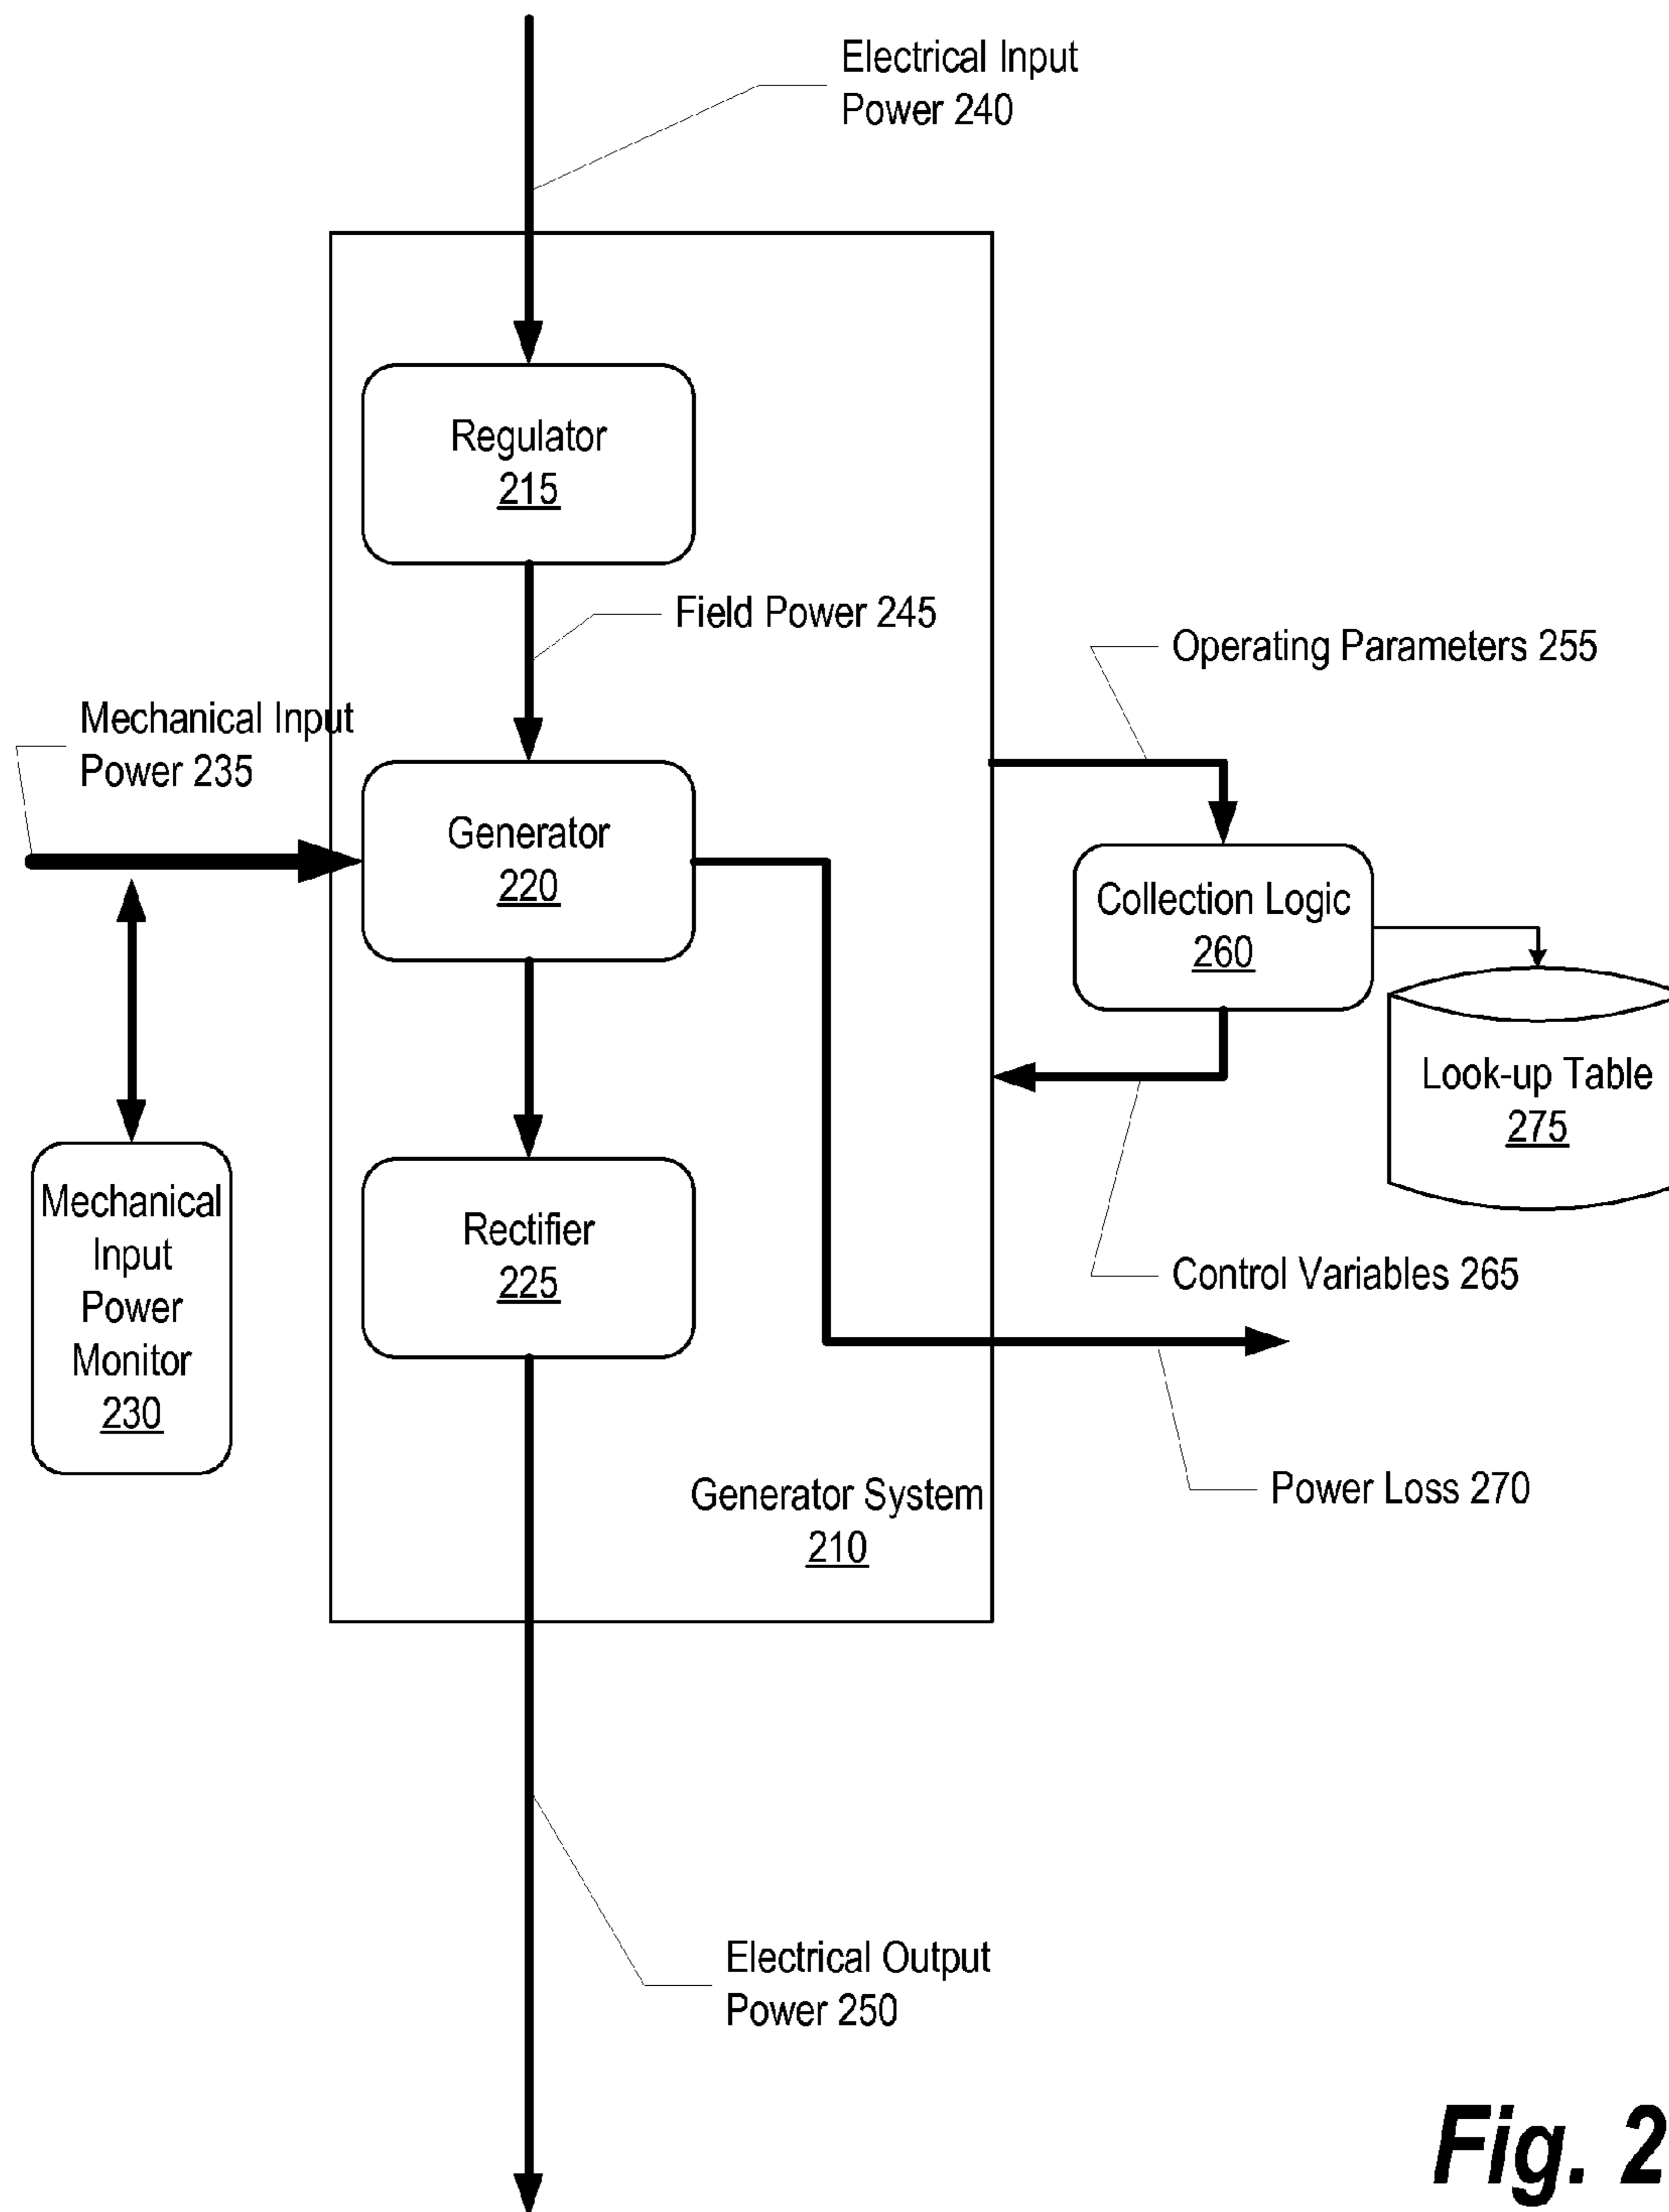 Electrical Input
Power 240
Regulator
215
Field Power 245
Operating Parameters 255
Mechanical Input
Power 235
Generator
220
Collection Logic
260
Look-up Table
275
Mechanical
Input
Power
Monitor
230
Rectifier
225
Control Variables 265
Generator System
210
Power Loss 270
Electrical Output
Power 250
Fig. 2